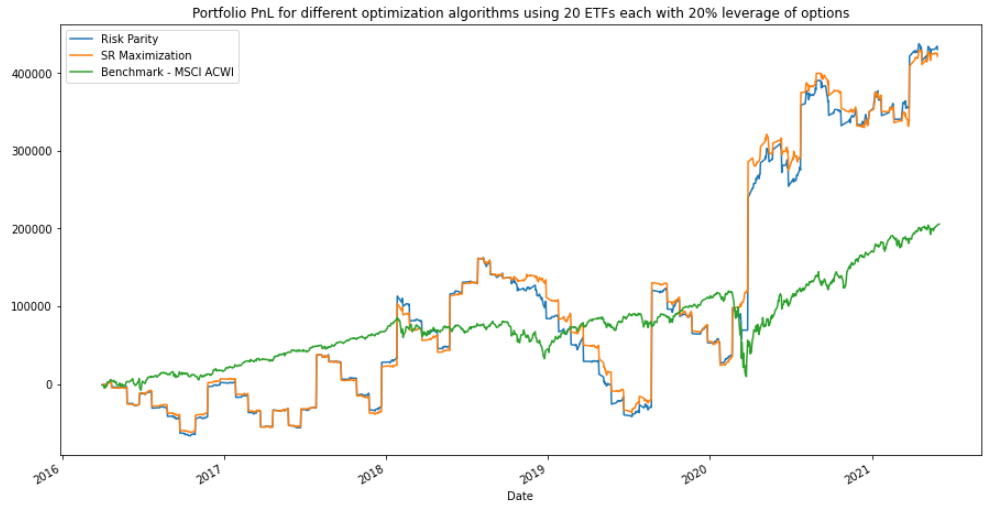 Portfolio PnL for different optimization algorithms using 20 ETFs each with 20% leverage of options
Risk Parity
SR Maximization
Benchmark - MSCI ACWI
400000
300000
200000
100000
0
2016
2017
2018
2019
2020
2021
Date